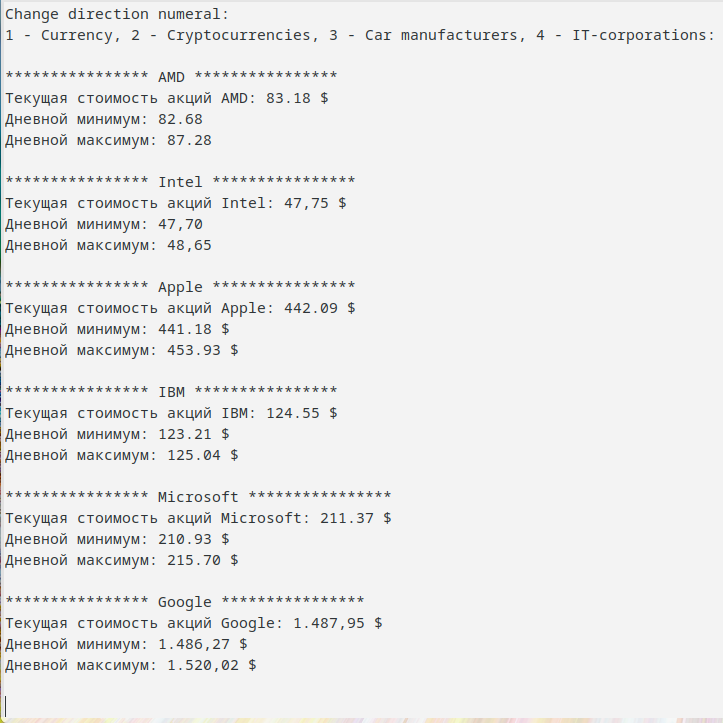 Change direction numeral:
1 - Currency, 2 - Cryptocurrencies, 3 - Car manufacturers, 4 - IT-corporations:
**************** AMD ****************
Текущая стоимость акций AMD: 83.18 $
Дневной минимум: 82.68
Дневной максимум: 87.28
**************** Intel ****************
Текущая стоимость акций Intel: 47,75 $
Дневной минимум: 47,70
Дневной максимум: 48,65
**************** Apple ****************
Текущая стоимость акций Apple: 442.09 $
Дневной минимум: 441.18 $
Дневной максимум: 453.93 $
**************** IBM ****************
Текущая стоимость акций IBM: 124.55 $
Дневной минимум: 123.21 $
Дневной максимум: 125.04 $
**************** Microsoft ****************
Текущая стоимость акций Microsoft: 211.37 $
Дневной минимум: 210.93 $
Дневной максимум: 215.70 $
**************** Google ****************
Текущая стоимость акций Google: 1.487,95 $
Дневной минимум: 1.486,27 $
Дневной максимум: 1.520,02 $